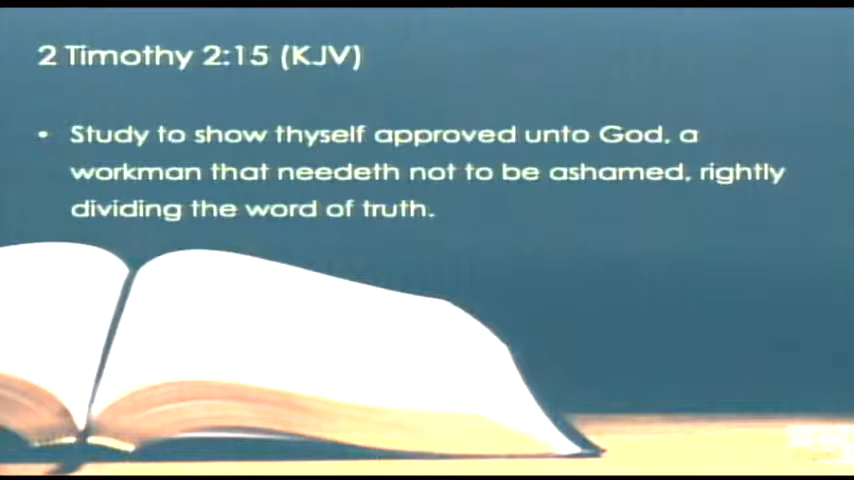 2 Timothy 2:15 (KJV)
• Study to show thyself approved unto God, a
workman that needeth not to be ashamed, rightly
dividing the word of truth.